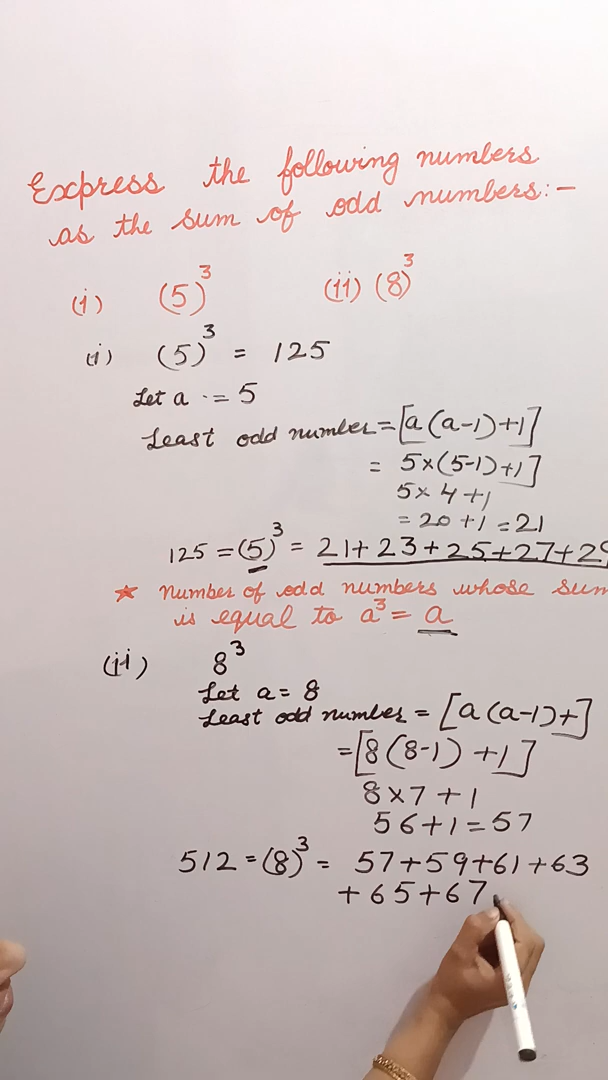 Express the following numbers
as the sum of odd numbers:-
(i) (5)³ (ii) (8)³
(i) (5)³ = 125
Let a = 5
Least odd number = [a(a-1)+1]
= 5×(5-1)+1]
5×4+1
= 20+1 = 21
125 = (5)³ = 21+23+25+27+29
* Number of odd numbers whose sum
is equal to a³ = a
(ii) 8³
Let a = 8
Least odd number = [a(a-1)+]
= [8(8-1)+1]
8×7+1
56+1=57
512 = (8)³ = 57+59+61+63
+65+67